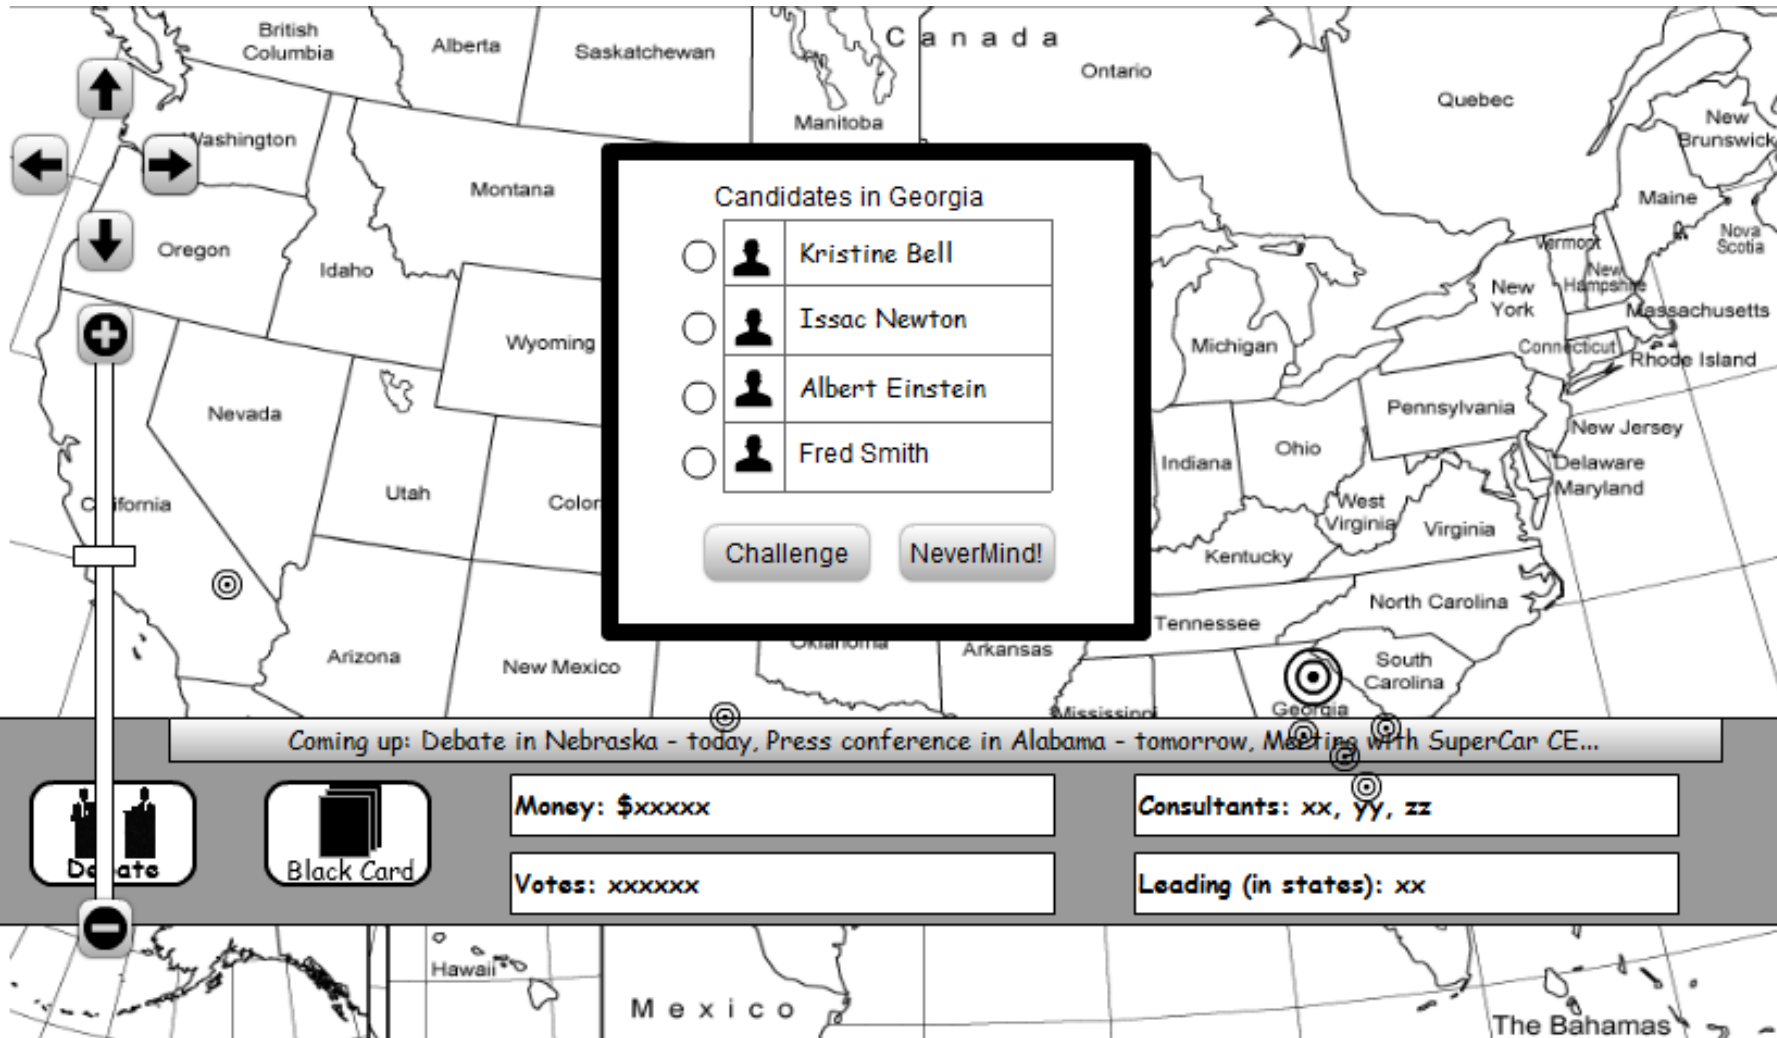 British
Columbia
Alberta
Saskatchewan
Canada
Ontario
Manitoba
Quebec
New
Brunswick
Washington
Montana
Maine
Nova
Scotia
Oregon
Idaho
Vermont
New
Hampshire
New
York
Massachusetts
Wyoming
Michigan
Connecticut
Rhode Island
Nevada
Pennsylvania
New Jersey
Ohio
Indiana
Delaware
Maryland
Utah
Color
California
West
Virginia
Virginia
Kentucky
North Carolina
Tennessee
Candidates in Georgia
Kristine Bell
Issac Newton
Albert Einstein
Fred Smith
Challenge
NeverMind!
Arizona
New Mexico
Oklahoma
Arkansas
South
Carolina
Mississippi
Georgia
Coming up: Debate in Nebraska - today, Press conference in Alabama - tomorrow, Meeting with SuperCar CE...
Debate
Black Card
Money: $xxxxx
Consultants: xx, yy, zz
Votes: xxxxxx
Leading (in states): xx
Hawaii
Mexico
The Bahamas